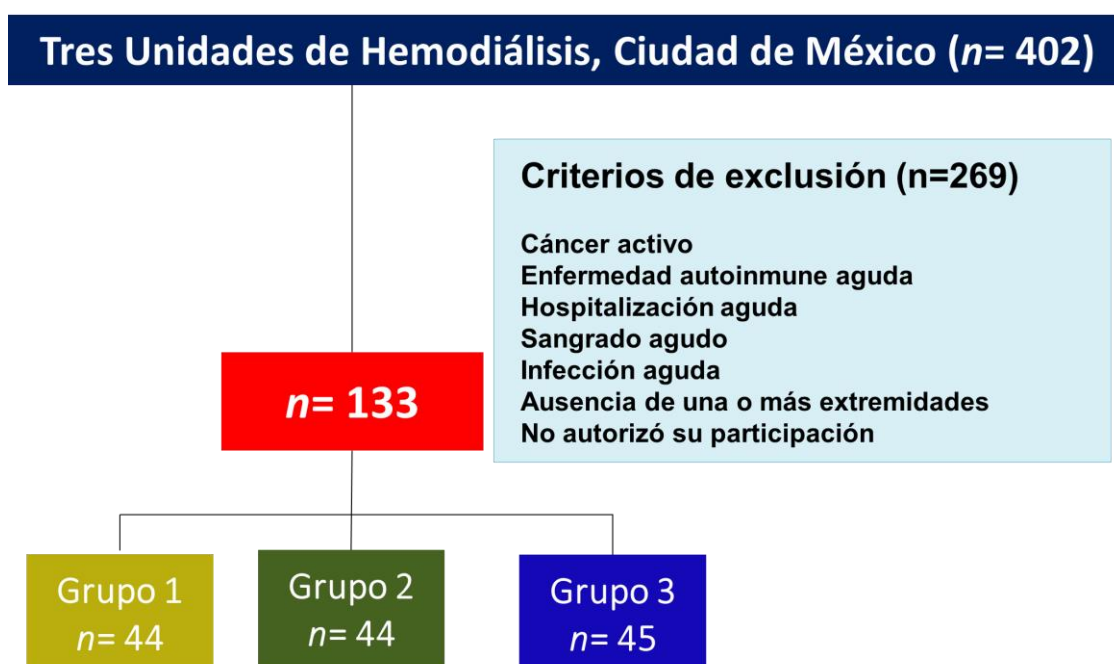 Tres Unidades de Hemodiálisis, Ciudad de México (n= 402)
Criterios de exclusión (n=269)
Cáncer activo
Enfermedad autoinmune aguda
Hospitalización aguda
Sangrado agudo
Infección aguda
Ausencia de una o más extremidades
No autorizó su participación
n= 133
Grupo 1
n= 44
Grupo 2
n= 44
Grupo 3
n= 45